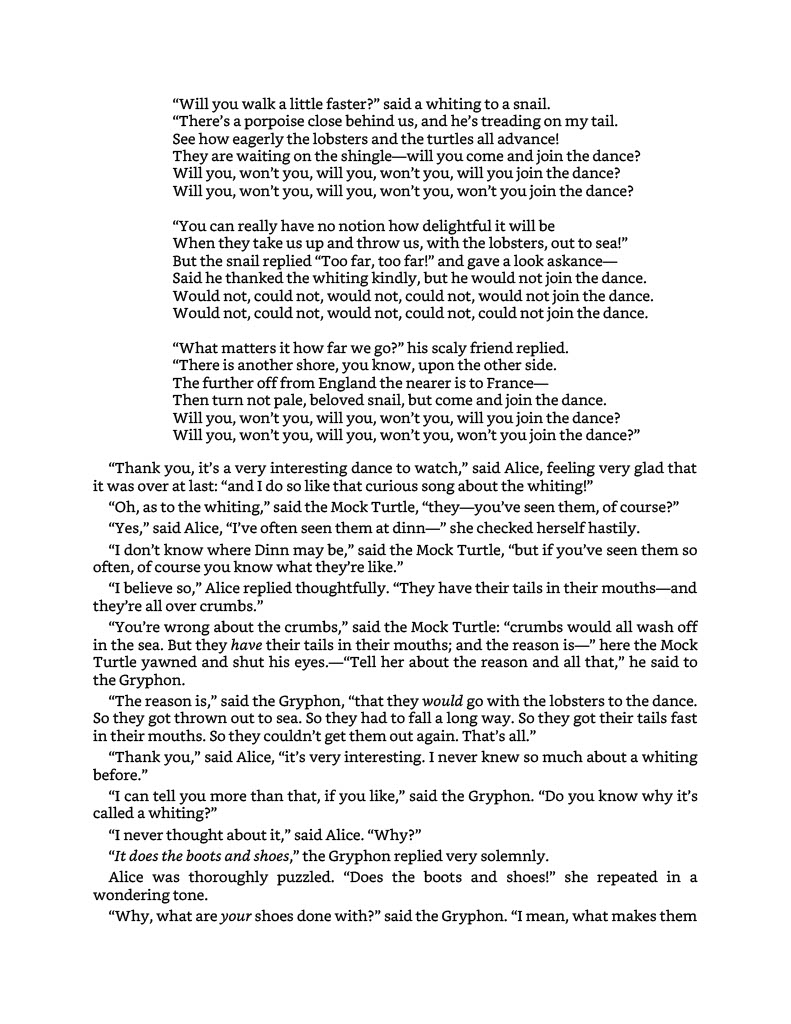 “Will you walk a little faster?” said a whiting to a snail.
“There’s a porpoise close behind us, and he’s treading on my tail.
See how eagerly the lobsters and the turtles all advance!
They are waiting on the shingle—will you come and join the dance?
Will you, won’t you, will you, won’t you, will you join the dance?
Will you, won’t you, will you, won’t you, won’t you join the dance?
“You can really have no notion how delightful it will be
When they take us up and throw us, with the lobsters, out to sea!”
But the snail replied “Too far, too far!” and gave a look askance—
Said he thanked the whiting kindly, but he would not join the dance.
Would not, could not, would not, could not, would not join the dance.
Would not, could not, would not, could not, could not join the dance.
“What matters it how far we go?” his scaly friend replied.
“There is another shore, you know, upon the other side.
The further off from England the nearer is to France—
Then turn not pale, beloved snail, but come and join the dance.
Will you, won’t you, will you, won’t you, will you join the dance?
Will you, won’t you, will you, won’t you, won’t you join the dance?”
“Thank you, it’s a very interesting dance to watch,” said Alice, feeling very glad that
it was over at last: “and I do so like that curious song about the whiting!”
“Oh, as to the whiting,” said the Mock Turtle, “they—you’ve seen them, of course?”
“Yes,” said Alice, “I’ve often seen them at dinn—” she checked herself hastily.
“I don’t know where Dinn may be,” said the Mock Turtle, “but if you’ve seen them so
often, of course you know what they’re like.”
“I believe so,” Alice replied thoughtfully. “They have their tails in their mouths—and
they’re all over crumbs.”
“You’re wrong about the crumbs,” said the Mock Turtle: “crumbs would all wash off
in the sea. But they have their tails in their mouths; and the reason is—” here the Mock
Turtle yawned and shut his eyes.—“Tell her about the reason and all that,” he said to
the Gryphon.
“The reason is,” said the Gryphon, “that they would go with the lobsters to the dance.
So they got thrown out to sea. So they had to fall a long way. So they got their tails fast
in their mouths. So they couldn’t get them out again. That’s all.”
“Thank you,” said Alice, “it’s very interesting. I never knew so much about a whiting
before.”
“I can tell you more than that, if you like,” said the Gryphon. “Do you know why it’s
called a whiting?”
“I never thought about it,” said Alice. “Why?”
“It does the boots and shoes,” the Gryphon replied very solemnly.
Alice was thoroughly puzzled. “Does the boots and shoes!” she repeated in a
wondering tone.
“Why, what are your shoes done with?” said the Gryphon. “I mean, what makes them